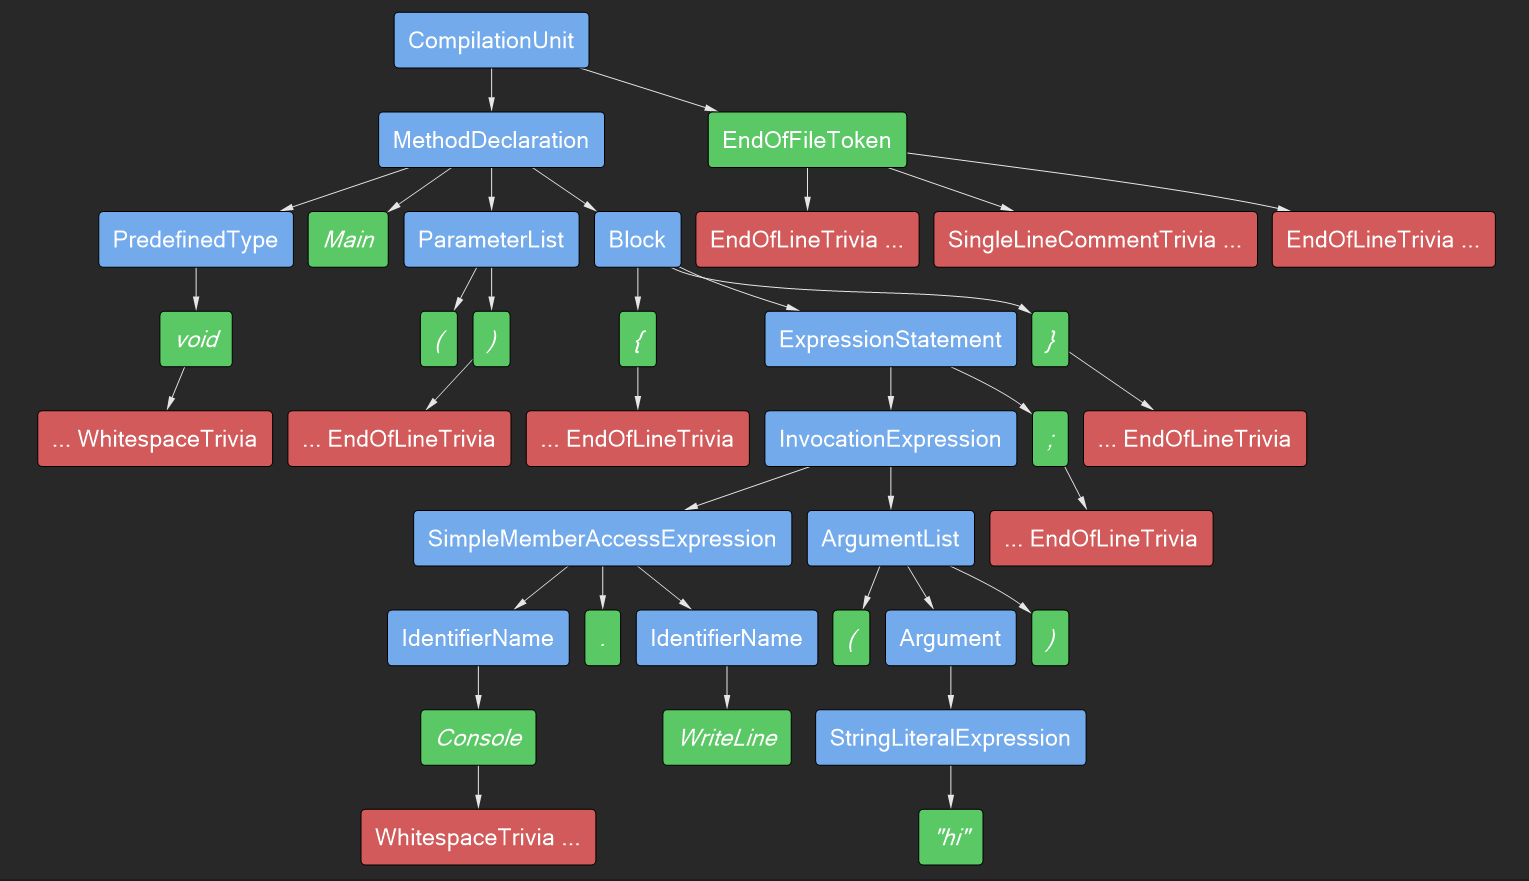 CompilationUnit
MethodDeclaration
EndOfFileToken
PredefinedType
Main
ParameterList
Block
EndOfLineTrivia ...
SingleLineCommentTrivia ...
EndOfLineTrivia ...
void
(
)
{
ExpressionStatement
}
... WhitespaceTrivia
... EndOfLineTrivia
... EndOfLineTrivia
InvocationExpression
;
... EndOfLineTrivia
SimpleMemberAccessExpression
ArgumentList
... EndOfLineTrivia
IdentifierName
.
IdentifierName
(
Argument
)
Console
WriteLine
StringLiteralExpression
WhitespaceTrivia ...
"hi"